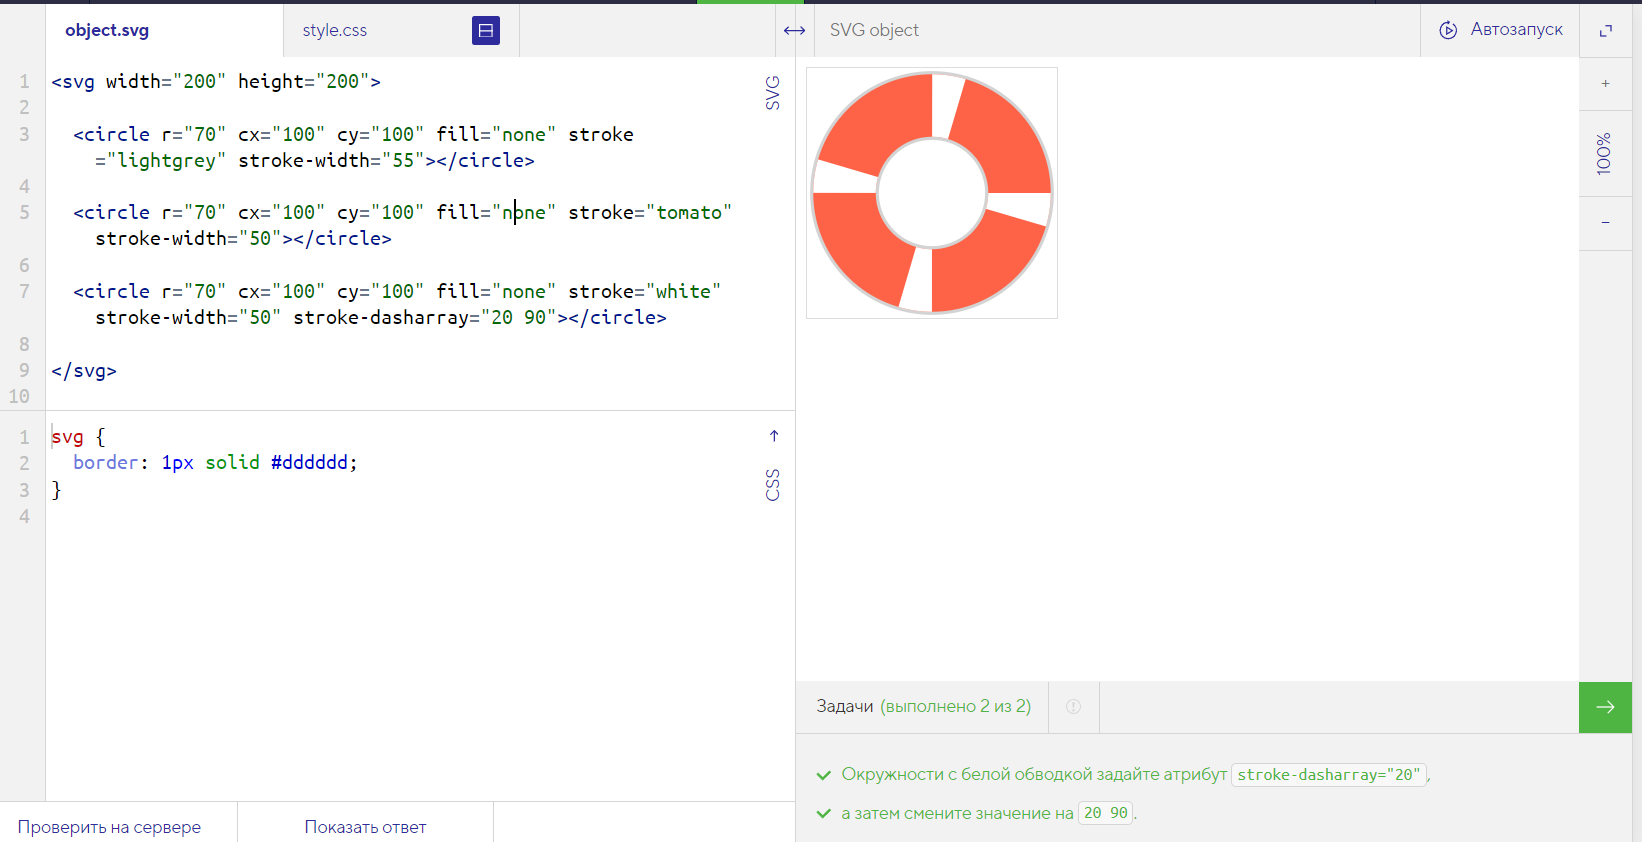 object.svg
style.css
SVG object
Автозапуск
1 <svg width="200" height="200">
2
3 <circle r="70" cx="100" cy="100" fill="none" stroke
="lightgrey" stroke-width="55"></circle>
4
5 <circle r="70" cx="100" cy="100" fill="none" stroke="tomato"
stroke-width="50"></circle>
6
7 <circle r="70" cx="100" cy="100" fill="none" stroke="white"
stroke-width="50" stroke-dasharray="20 90"></circle>
8
9 </svg>
10
SVG
1 svg {
2 border: 1px solid #dddddd;
3 }
4
CSS
Проверить на сервере
Показать ответ
+
100%
−
Задачи (выполнено 2 из 2)
Окружности с белой обводкой задайте атрибут stroke-dasharray="20",
а затем смените значение на 20 90.